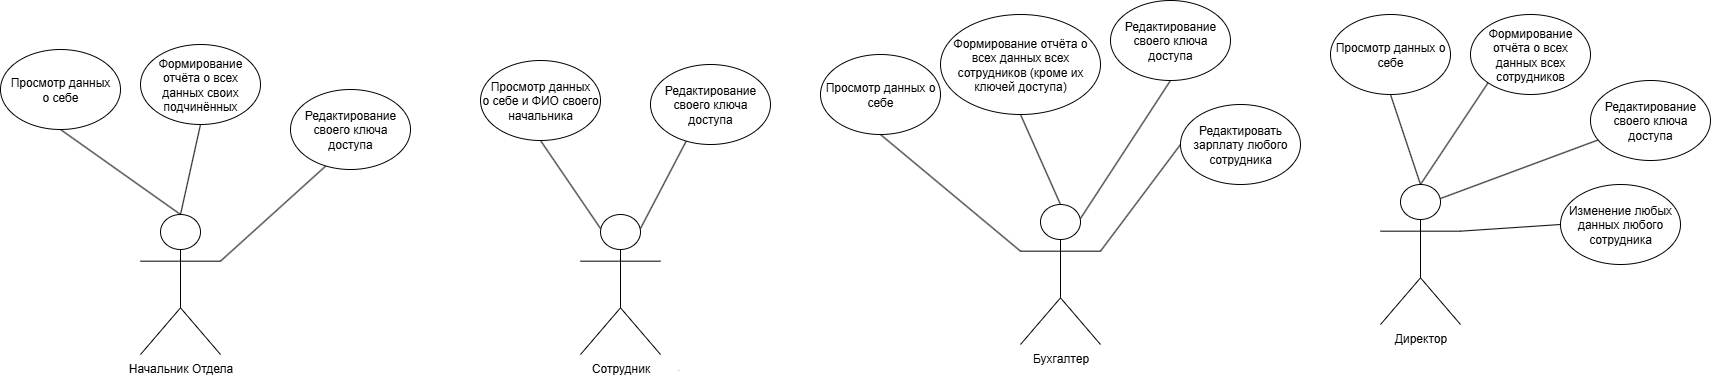 Просмотр данных
о себе
Формирование
отчёта о всех
данных своих
подчинённых
Редактирование
своего ключа
доступа
Начальник Отдела
Просмотр данных
о себе и ФИО своего
начальника
Редактирование
своего ключа
доступа
Сотрудник
Просмотр данных о
себе
Формирование отчёта о
всех данных всех
сотрудников (кроме их
ключей доступа)
Редактирование
своего ключа
доступа
Редактировать
зарплату любого
сотрудника
Бухгалтер
Просмотр данных о
себе
Формирование
отчёта о всех
данных всех
сотрудников
Редактирование
своего ключа
доступа
Изменение любых
данных любого
сотрудника
Директор